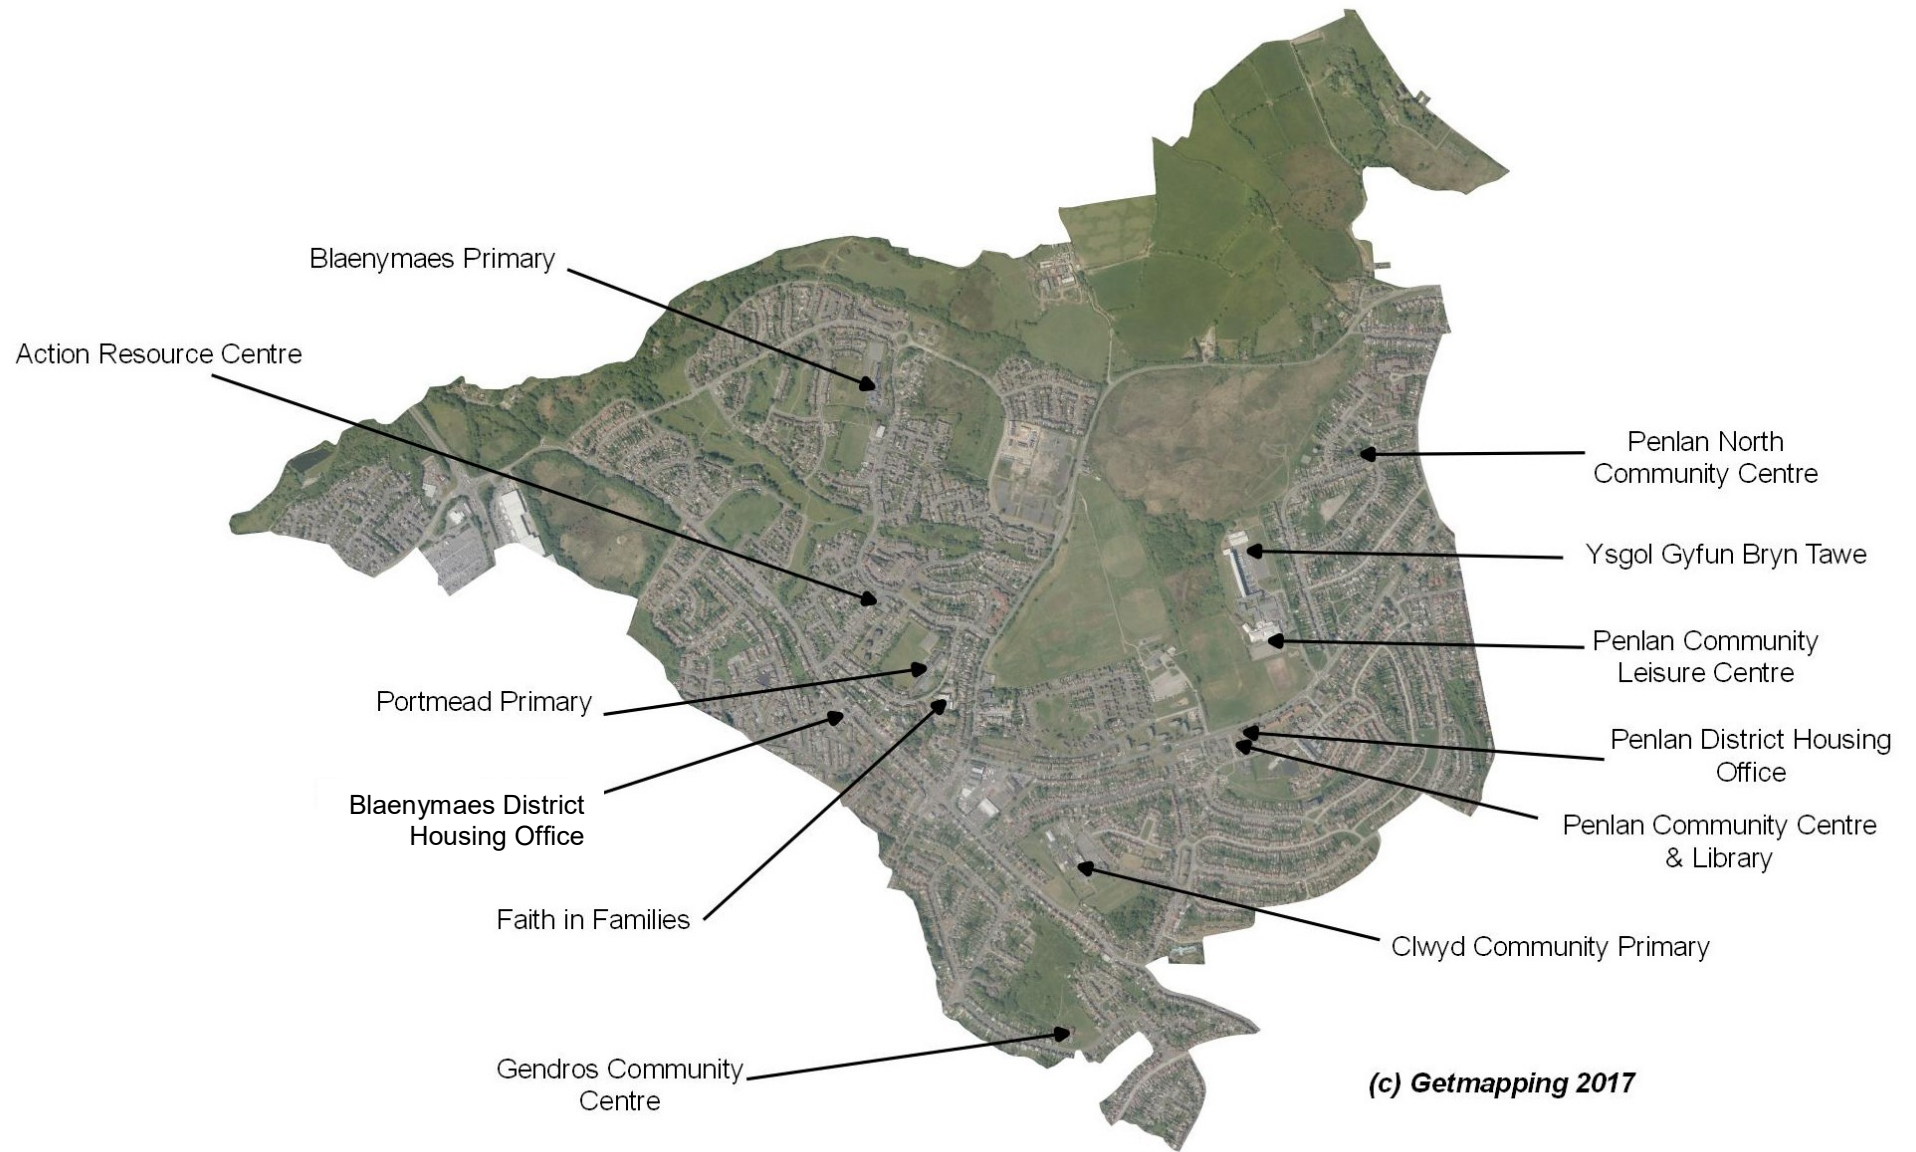 Blaenymaes Primary
Action Resource Centre
Penlan North
Community Centre
Ysgol Gyfun Bryn Tawe
Penlan Community
Leisure Centre
Portmead Primary
Penlan District Housing
Office
Blaenymaes District
Housing Office
Penlan Community Centre
& Library
Faith in Families
Clwyd Community Primary
Gendros Community
Centre
(c) Getmapping 2017